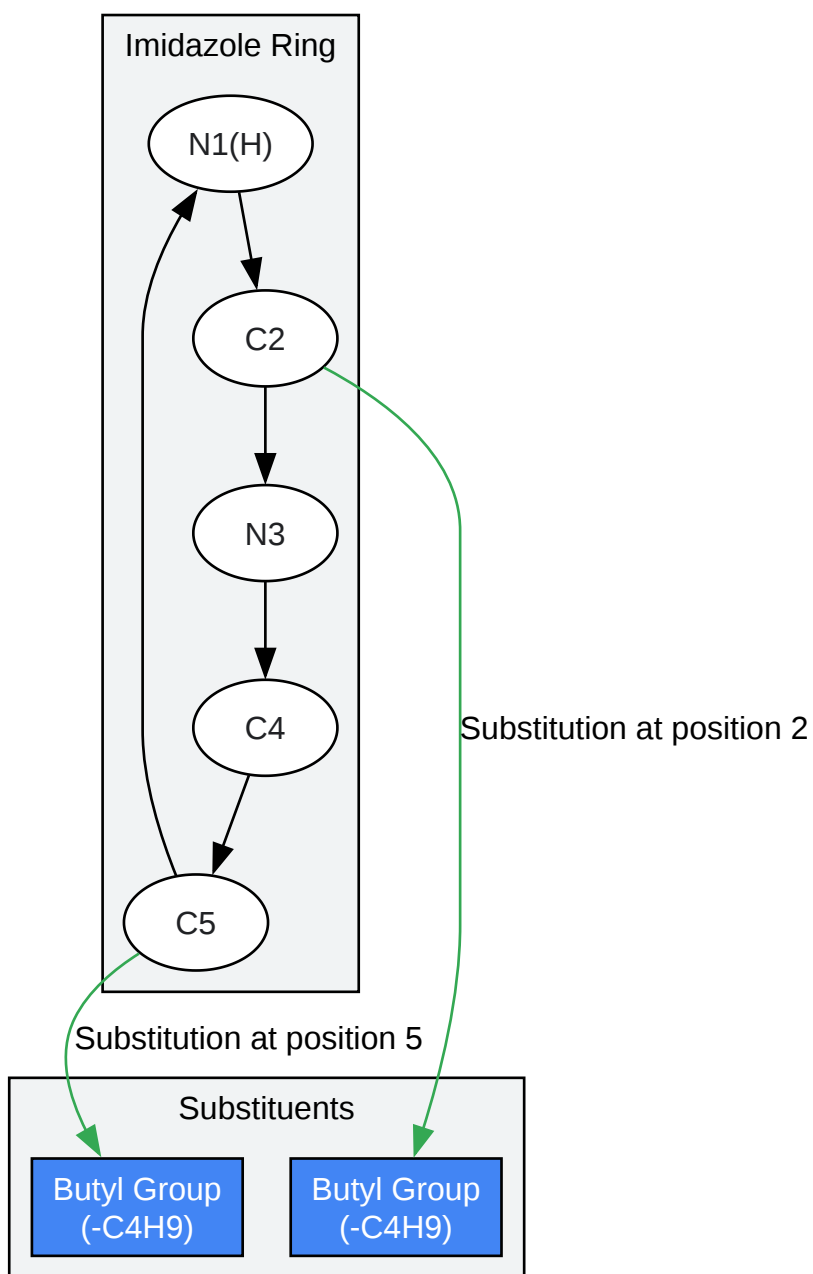 Imidazole Ring
N1(H)
C2
N3
C4
Substitution at position 2
C5
Substitution at position 5
Substituents
Butyl Group
(-C4H9)
Butyl Group
(-C4H9)